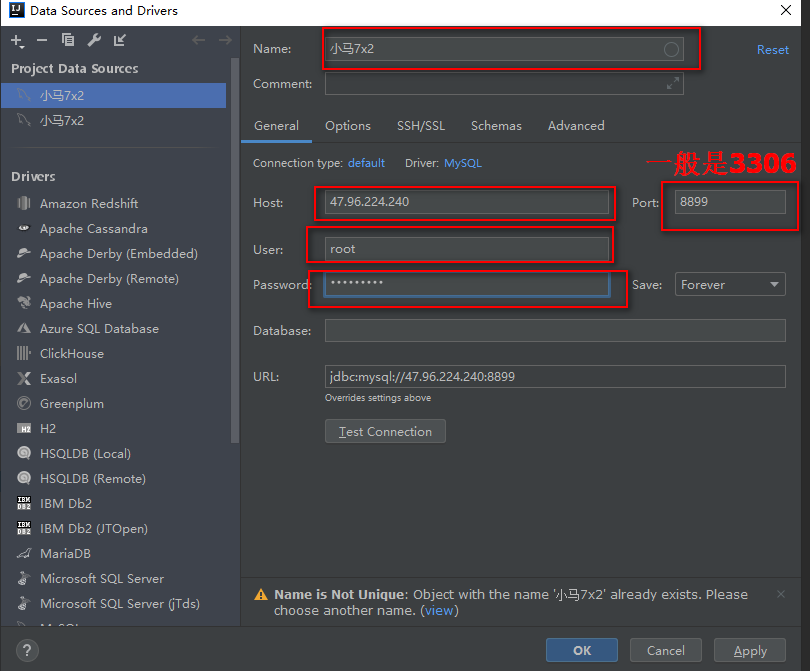 Data Sources and Drivers
Project Data Sources
小马7x2
小马7x2
Drivers
Amazon Redshift
Apache Cassandra
Apache Derby (Embedded)
Apache Derby (Remote)
Apache Hive
Azure SQL Database
ClickHouse
Exasol
Greenplum
H2
HSQLDB (Local)
HSQLDB (Remote)
IBM Db2
IBM Db2 (JTOpen)
MariaDB
Microsoft SQL Server
Microsoft SQL Server (jTds)
MySQL
Name: 小马7x2 Reset
Comment:
General Options SSH/SSL Schemas Advanced
Connection type: default Driver: MySQL
一般是3306
Host: 47.96.224.240 Port: 8899
User: root
Password: ••••••••• Save: Forever
Database:
URL: jdbc:mysql://47.96.224.240:8899
Overrides settings above
Test Connection
Name is Not Unique: Object with the name '小马7x2' already exists. Please
choose another name. (view)
? OK Cancel Apply